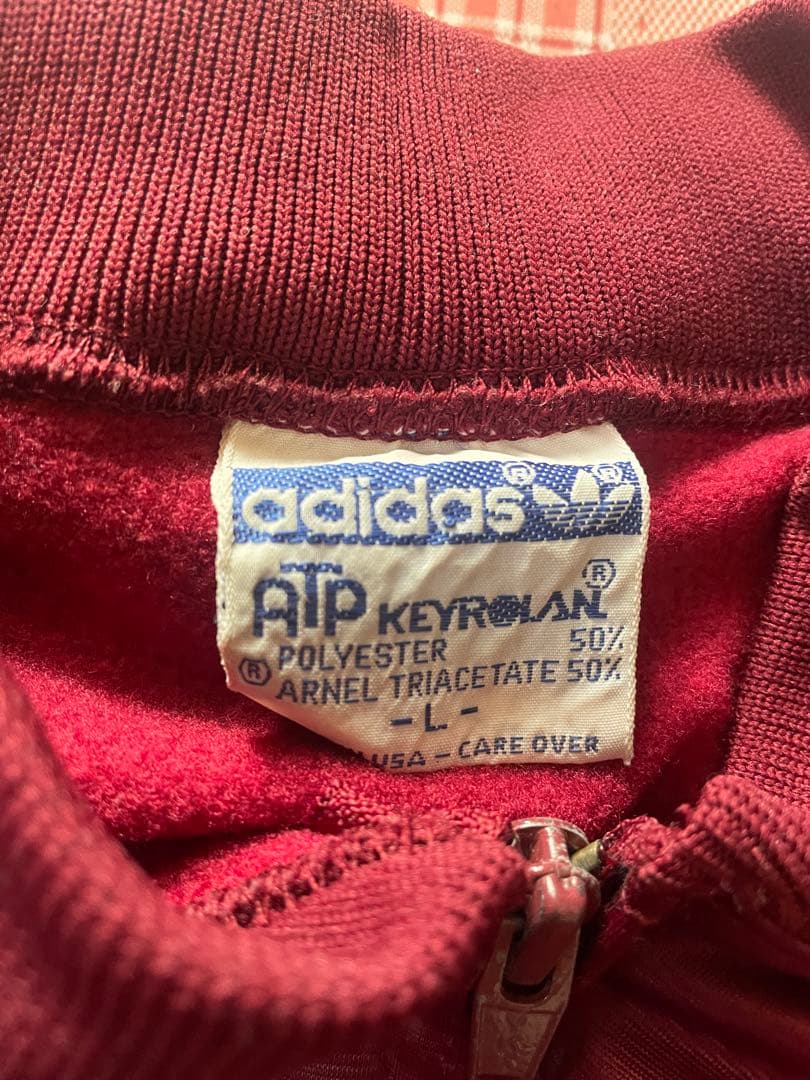 adidas®
ATP KEYROLAN®
POLYESTER 50%
® ARNEL TRIACETATE 50%
- L -
USA - CARE OVER